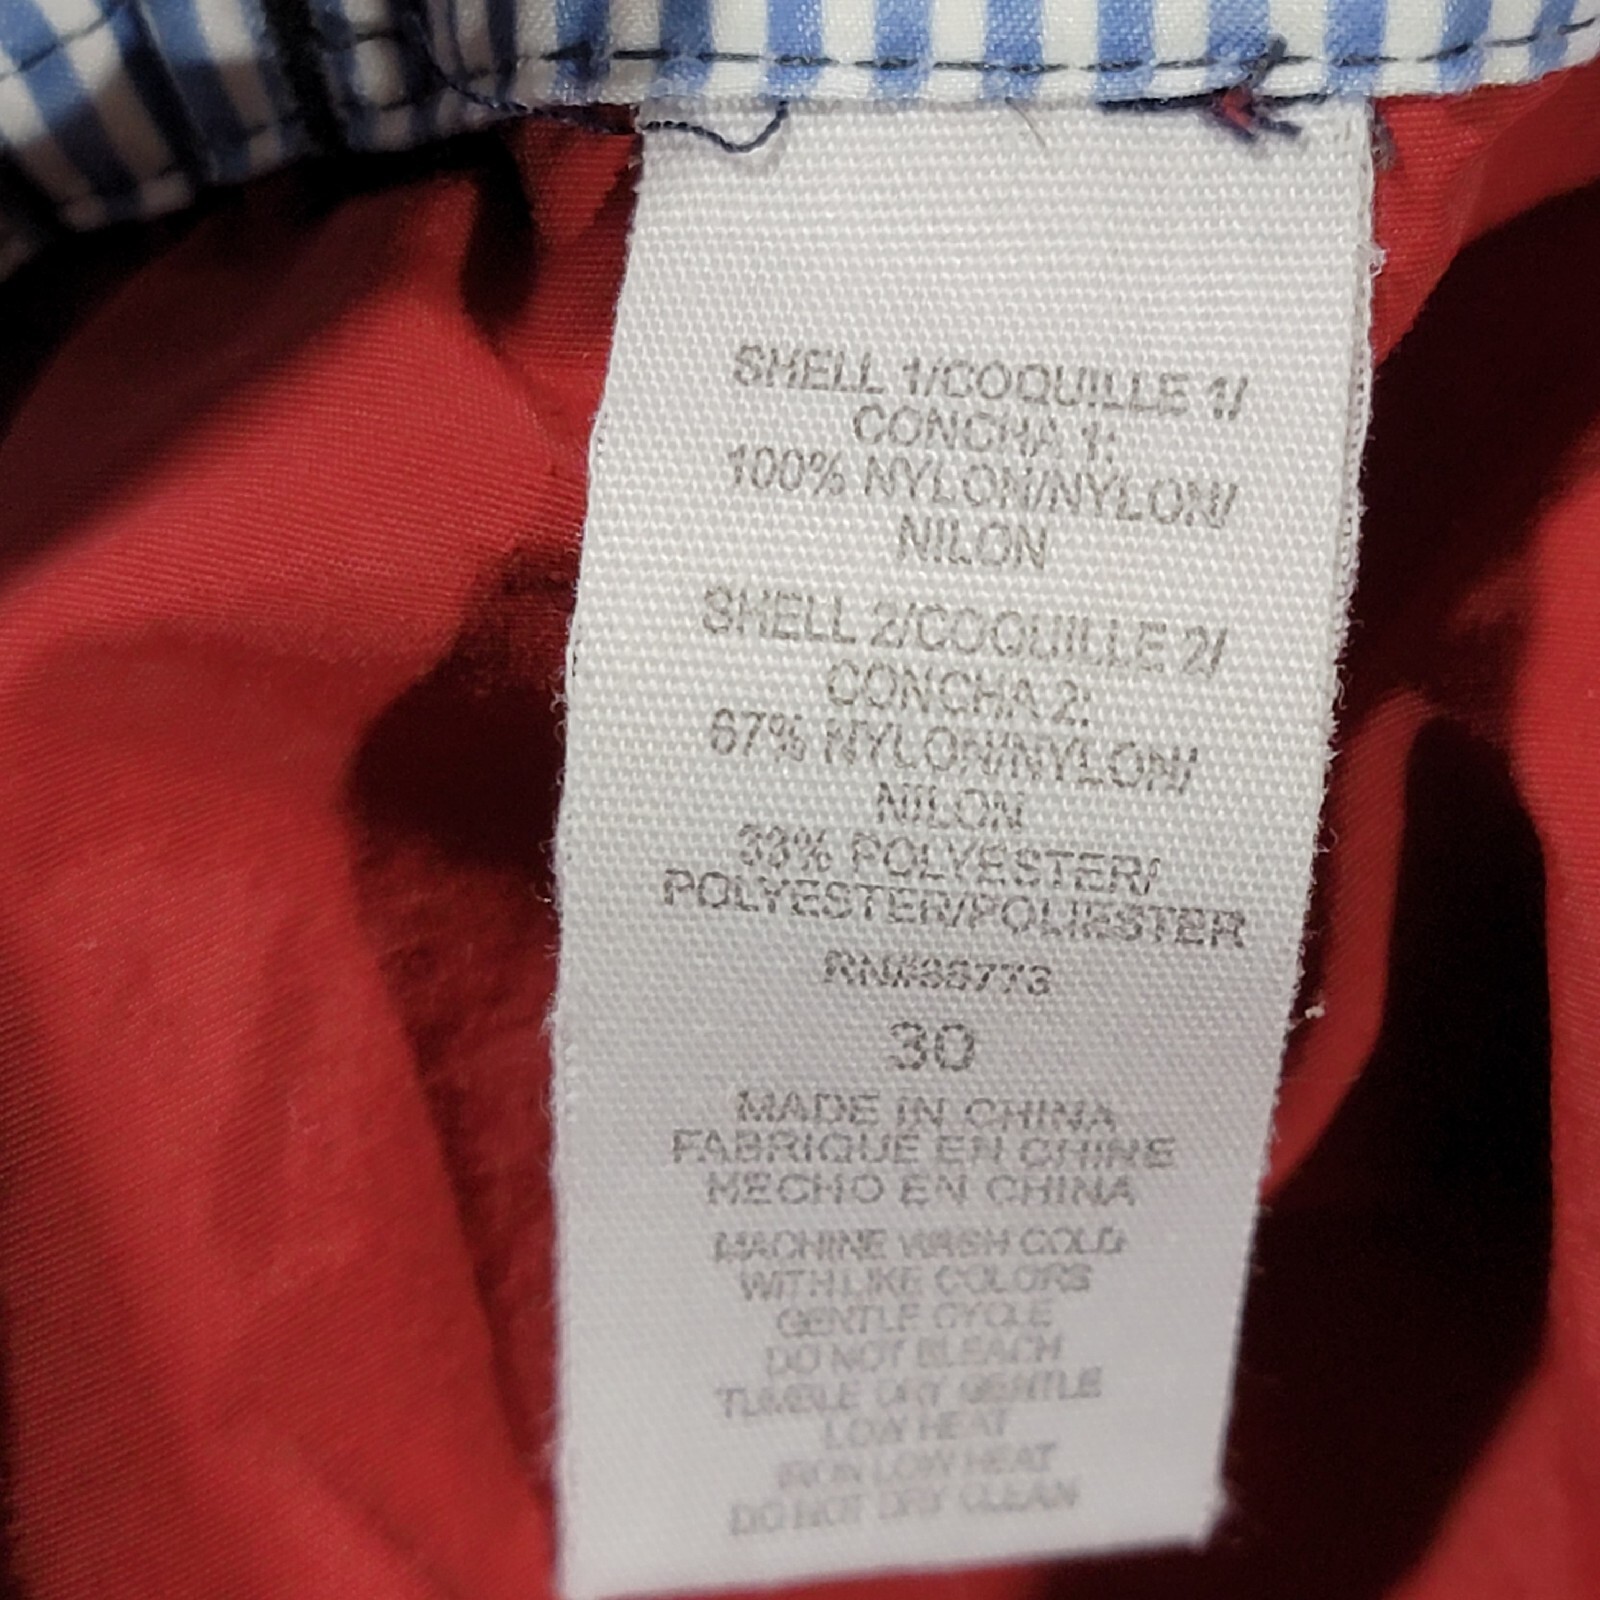 SHELL 1/COQUILLE 1/
CONCHA 1:
100% NYLON/NYLON/
NILON
SHELL 2/COQUILLE 2/
CONCHA 2:
67% NYLON/NYLON/
NILON
33% POLYESTER/
POLYESTER/POLIESTER
30
MADE IN CHINA
FABRIQUE EN CHINE
HECHO EN CHINA
MACHINE WASH COLD
WITH LIKE COLORS
GENTLE CYCLE
DO NOT BLEACH
TUMBLE DRY GENTLE
LOW HEAT
IRON LOW HEAT
DO NOT DRY CLEAN